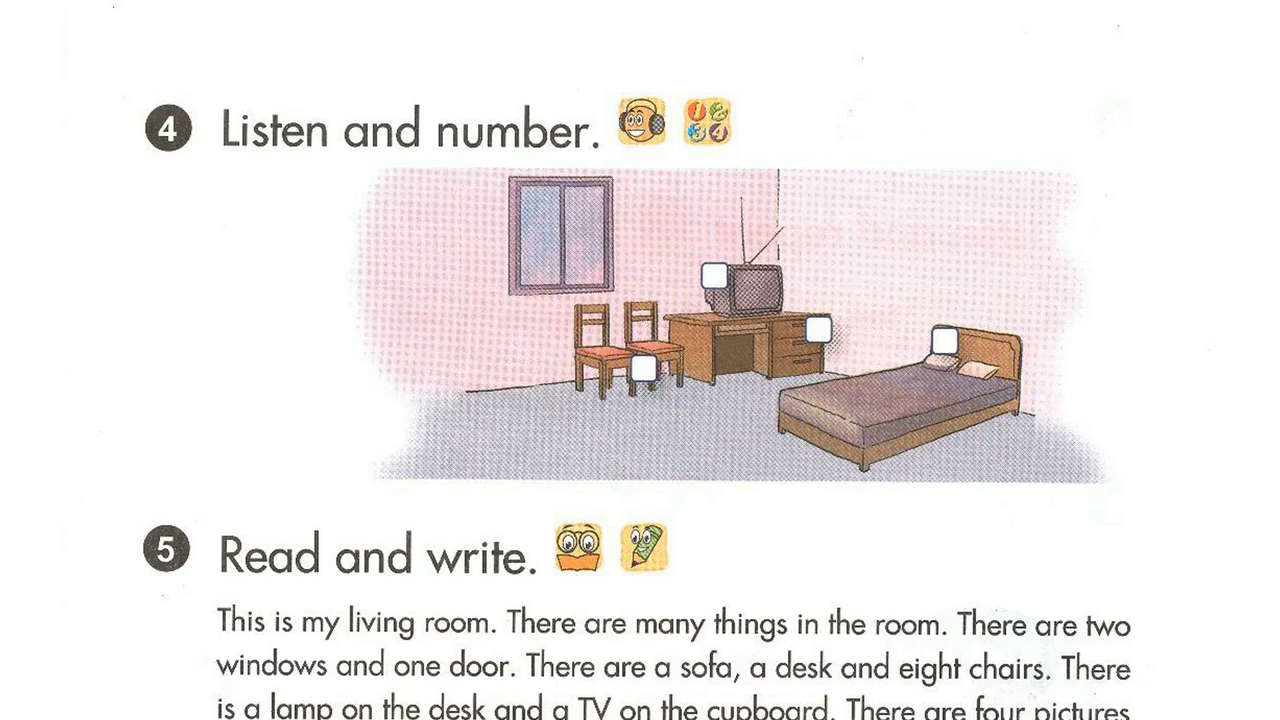 4 Listen and number.
5 Read and write.
This is my living room. There are many things in the room. There are two
windows and one door. There are a sofa, a desk and eight chairs. There
is a lamp on the desk and a TV on the cupboard. There are four pictures